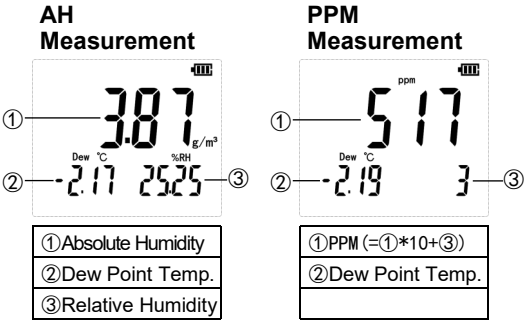 AH
Measurement
3.87 g/m³
①
Dew °C
%RH
② -2.17 25.25 ③
①Absolute Humidity
②Dew Point Temp.
③Relative Humidity
PPM
Measurement
ppm
① 517
Dew °C
② -2.19 3 ③
①PPM(=①*10+③)
②Dew Point Temp.